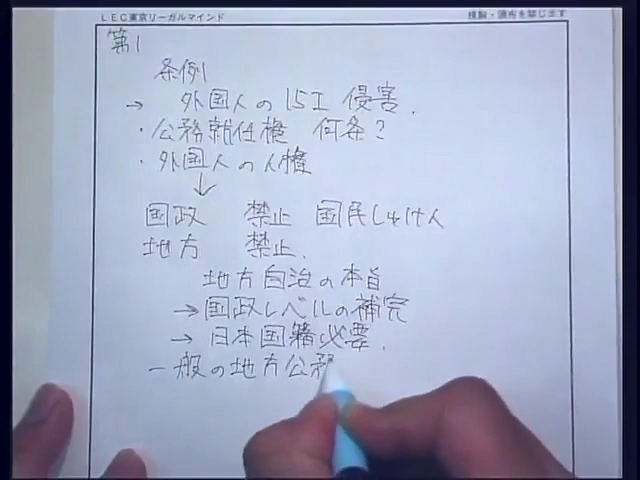 LEC東京リーガルマインド
複製・頒布を禁じます
第1
条例1
→ 外国人の15I 侵害.
・公務就任権 何条?
・外国人の人権
↓
国政 禁止 国民しゅけん
地方 禁止.
地方自治の本旨
→国政レベルの補完
→ 日本国籍必要.
一般の地方公務